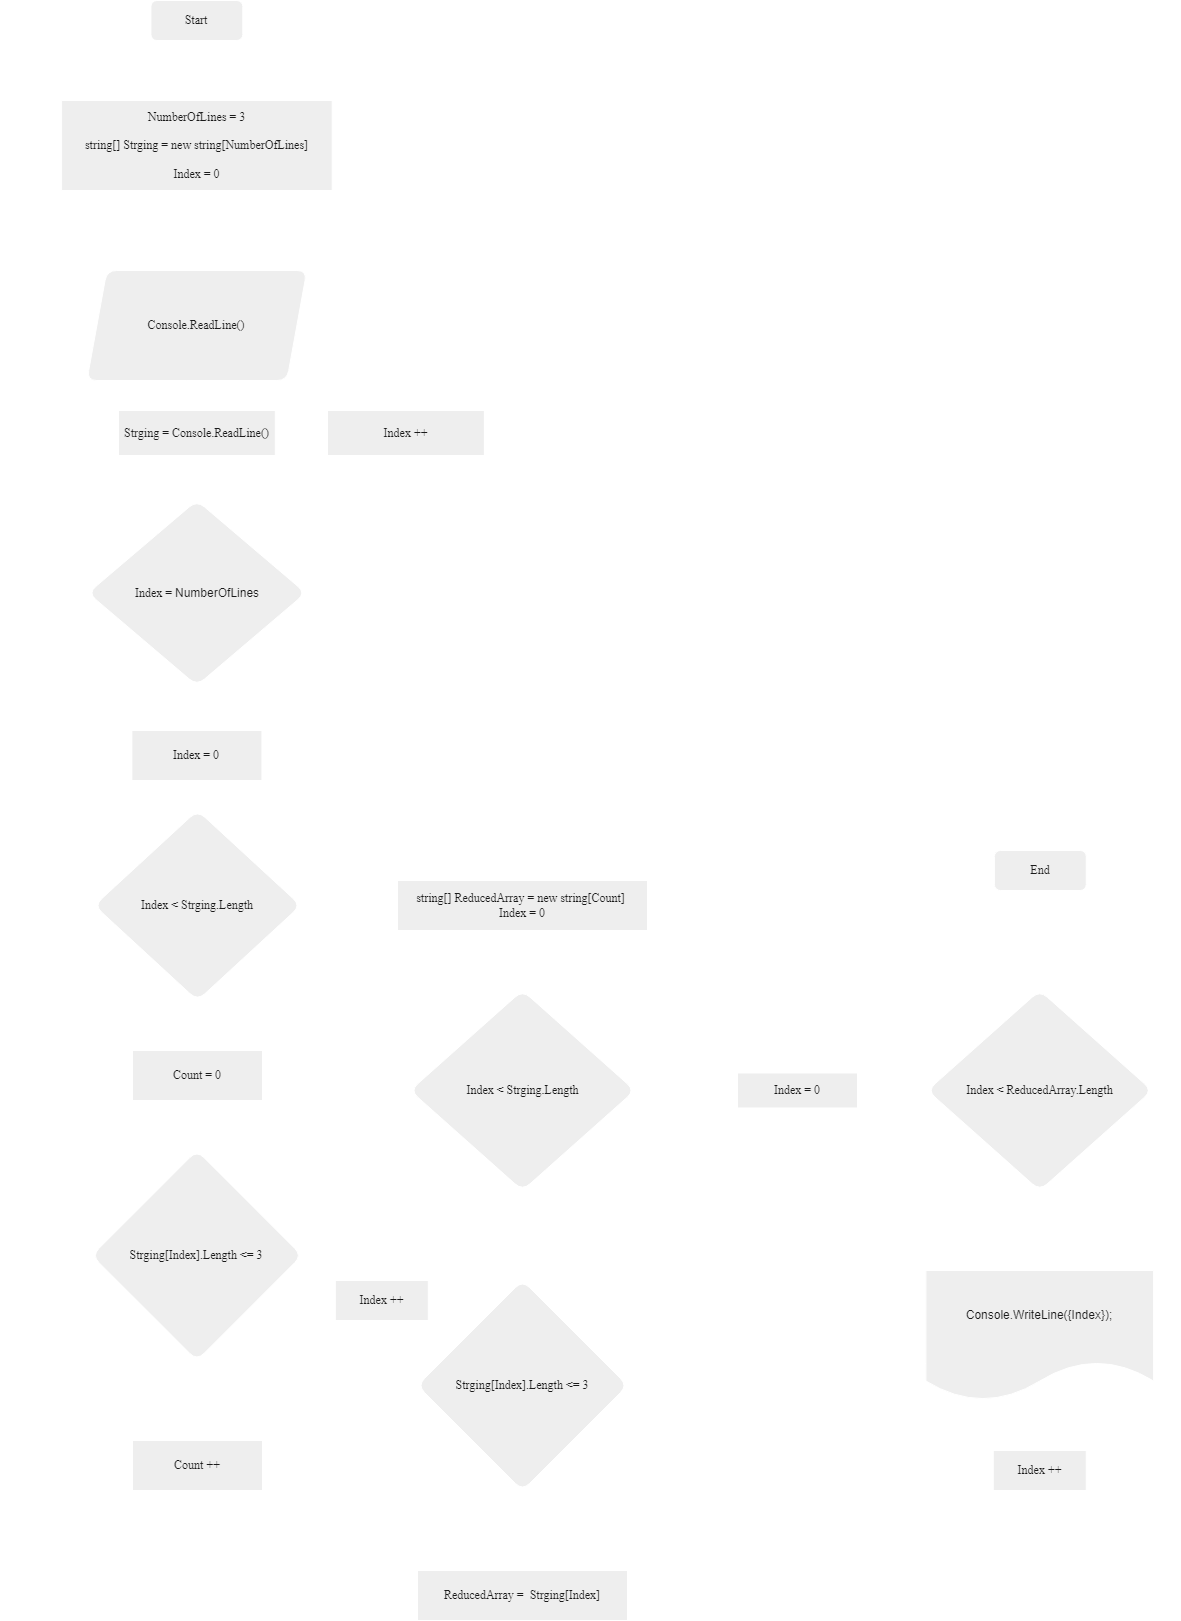 Start
NumberOfLines = 3
string[] Strging = new string[NumberOfLines]
Index = 0
Console.ReadLine()
Strging = Console.ReadLine()
Index ++
Index = NumberOfLines
Index = 0
Index < Strging.Length
string[] ReducedArray = new string[Count]
Index = 0
End
Count = 0
Index < Strging.Length
Index = 0
Index < ReducedArray.Length
Strging[Index].Length <= 3
Index ++
Strging[Index].Length <= 3
Console.WriteLine({Index});
Count ++
Index ++
ReducedArray = Strging[Index]